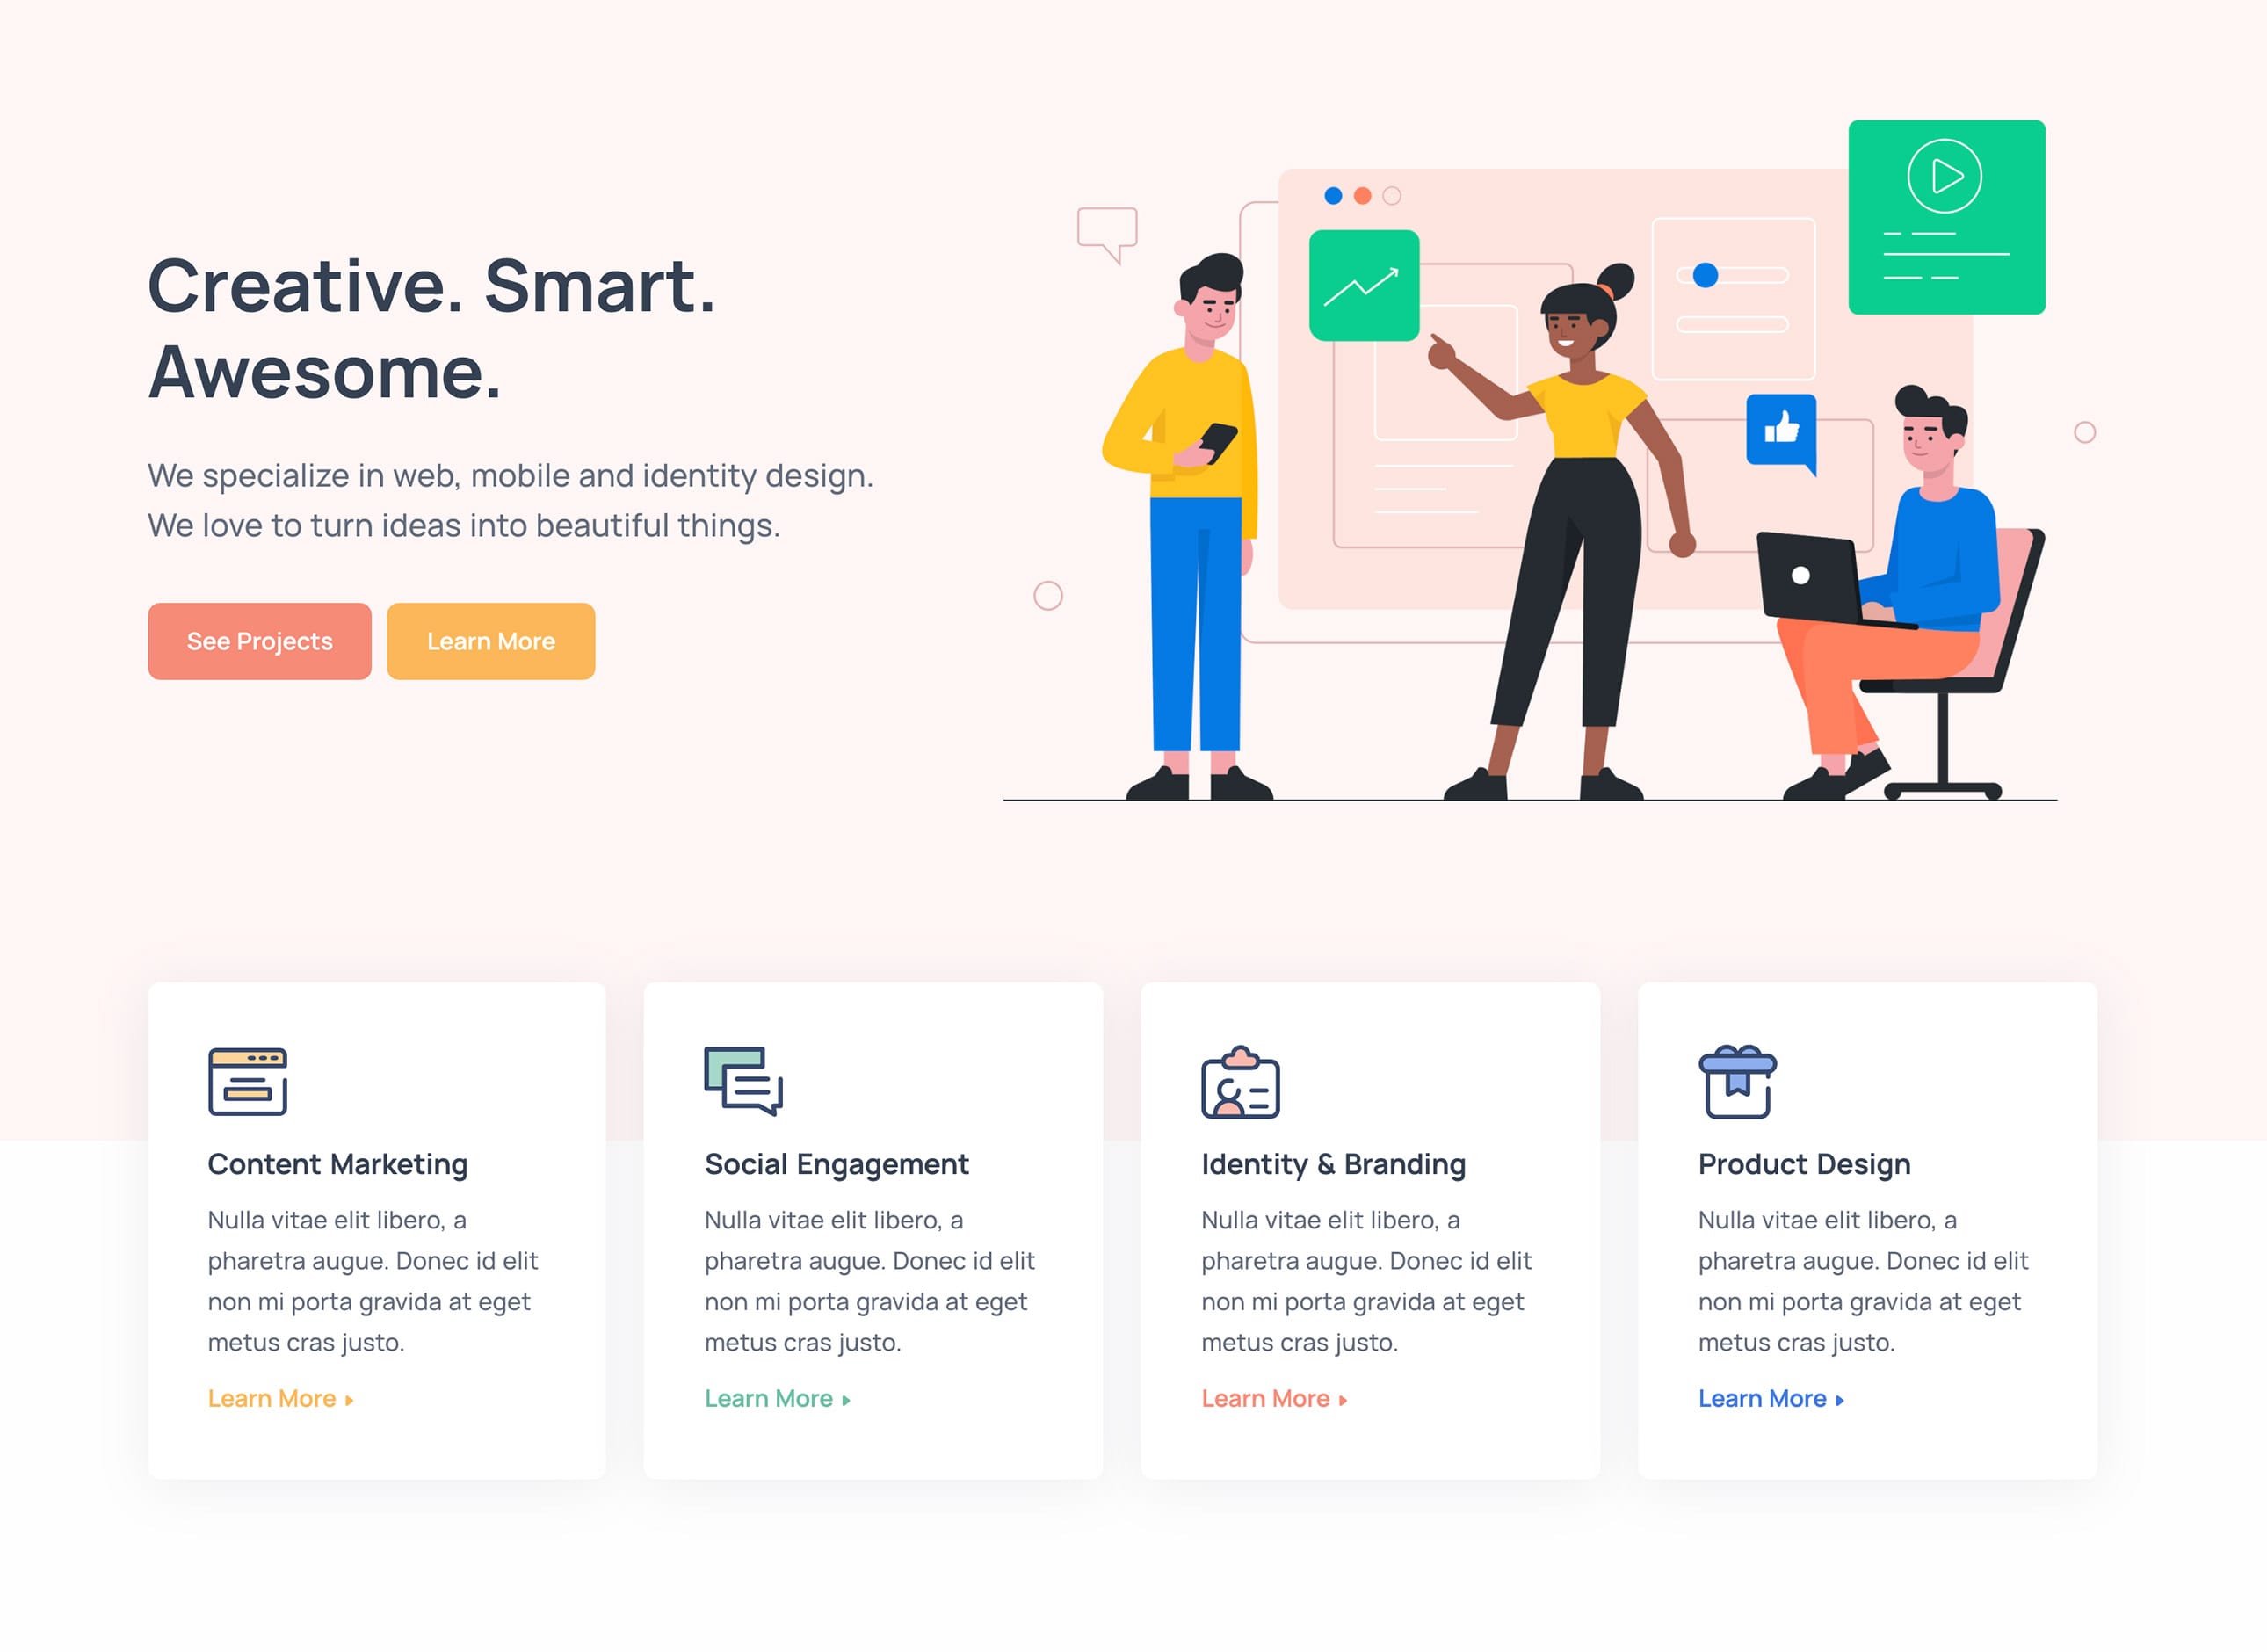 Creative. Smart.
Awesome.
We specialize in web, mobile and identity design.
We love to turn ideas into beautiful things.
See Projects
Learn More
Content Marketing
Nulla vitae elit libero, a
pharetra augue. Donec id elit
non mi porta gravida at eget
metus cras justo.
Learn More
Social Engagement
Nulla vitae elit libero, a
pharetra augue. Donec id elit
non mi porta gravida at eget
metus cras justo.
Learn More
Identity & Branding
Nulla vitae elit libero, a
pharetra augue. Donec id elit
non mi porta gravida at eget
metus cras justo.
Learn More
Product Design
Nulla vitae elit libero, a
pharetra augue. Donec id elit
non mi porta gravida at eget
metus cras justo.
Learn More